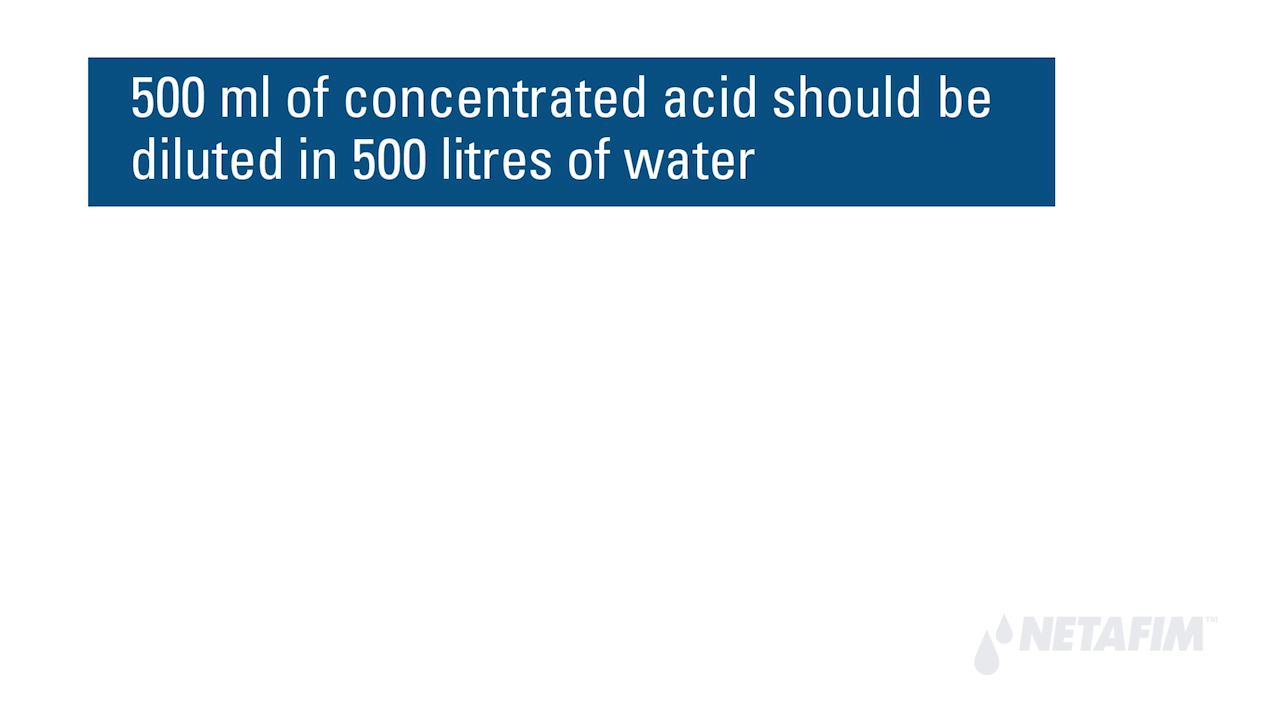 500 ml of concentrated acid should be
diluted in 500 litres of water
NETAFIM™